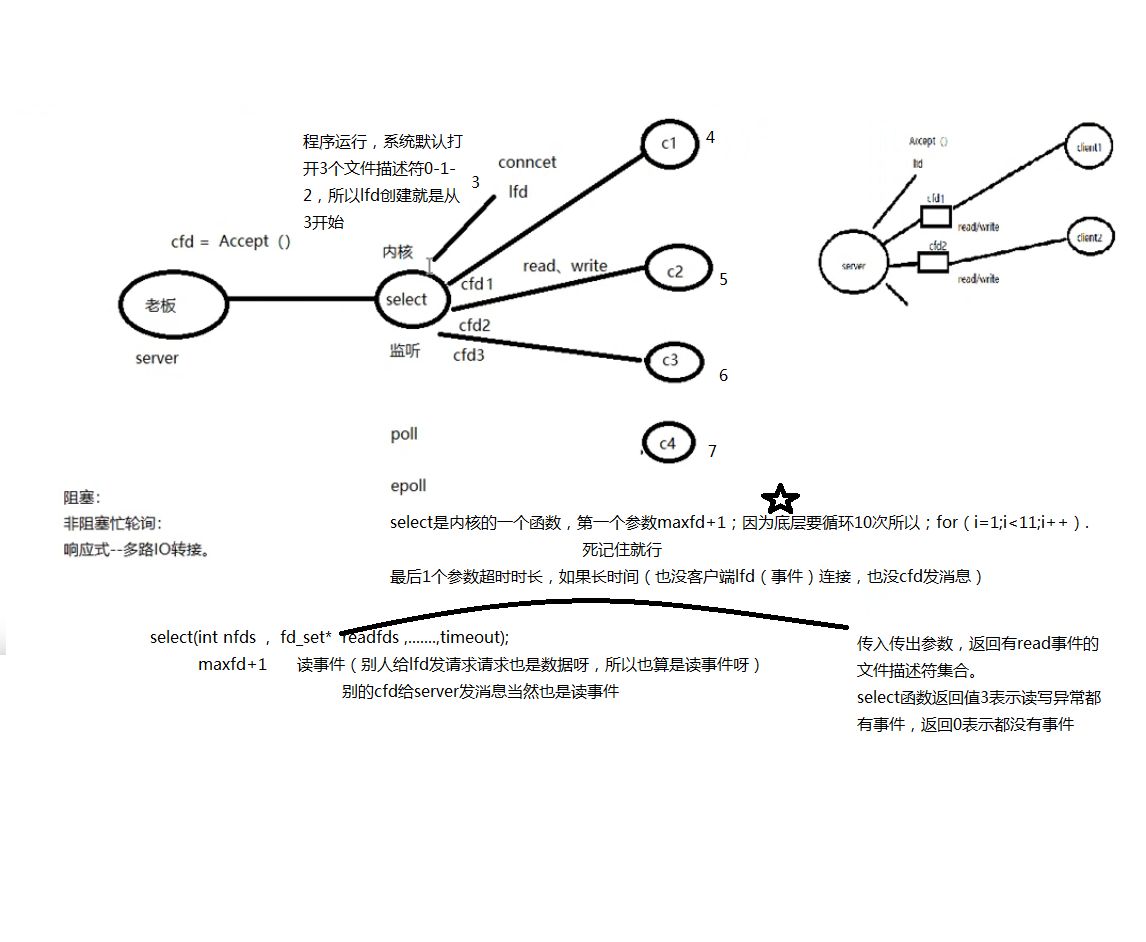 程序运行，系统默认打
开3个文件描述符0-1-
2，所以lfd创建就是从
3开始
3
conncet
lfd
c1
4
cfd = Accept（）
内核
老板
select
cfd1
read、write
c2
5
server
监听
cfd2
cfd3
c3
6
poll
c4
7
epoll
Accept（）
lfd
client1
cfd1
read/write
cfd2
client2
server
read/write
阻塞：
非阻塞忙轮询：
响应式--多路IO转接。
select是内核的一个函数，第一个参数maxfd+1；因为底层要循环10次所以；for（i=1;i<11;i++）.
死记住就行
最后1个参数超时时长，如果长时间（也没客户端lfd（事件）连接，也没cfd发消息）
select(int nfds ， fd_set* readfds ,.......,timeout);
maxfd+1 读事件（别人给lfd发请求请求也是数据呀，所以也算是读事件呀）
别的cfd给server发消息当然也是读事件
传入传出参数，返回有read事件的
文件描述符集合。
select函数返回值3表示读写异常都
有事件，返回0表示都没有事件